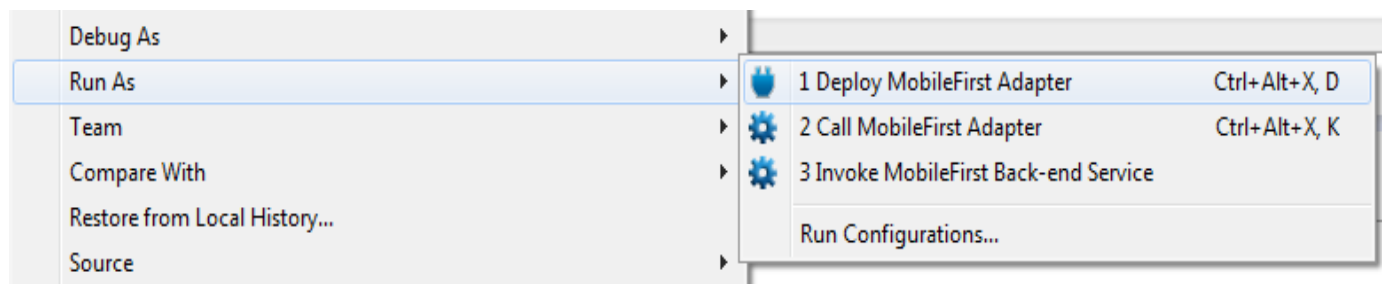 Debug As
Run As
Team
Compare With
Restore from Local History...
Source
1 Deploy MobileFirst Adapter Ctrl+Alt+X, D
2 Call MobileFirst Adapter Ctrl+Alt+X, K
3 Invoke MobileFirst Back-end Service
Run Configurations...